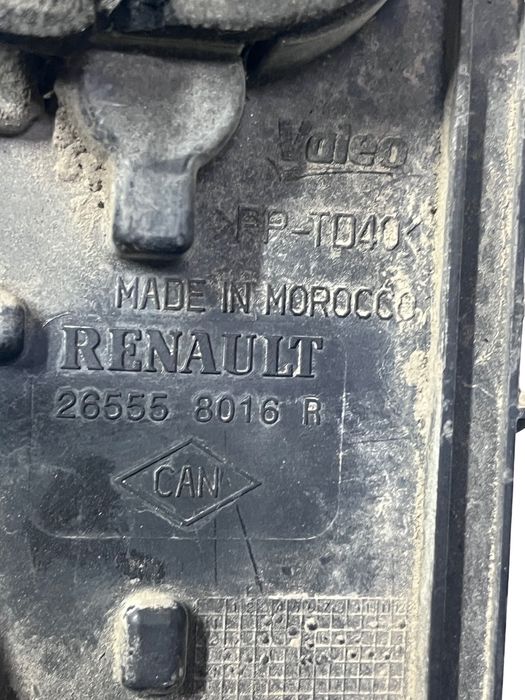 Valeo
>PP-TD40<
MADE IN MOROCCO
RENAULT
26555 8016 R
CAN